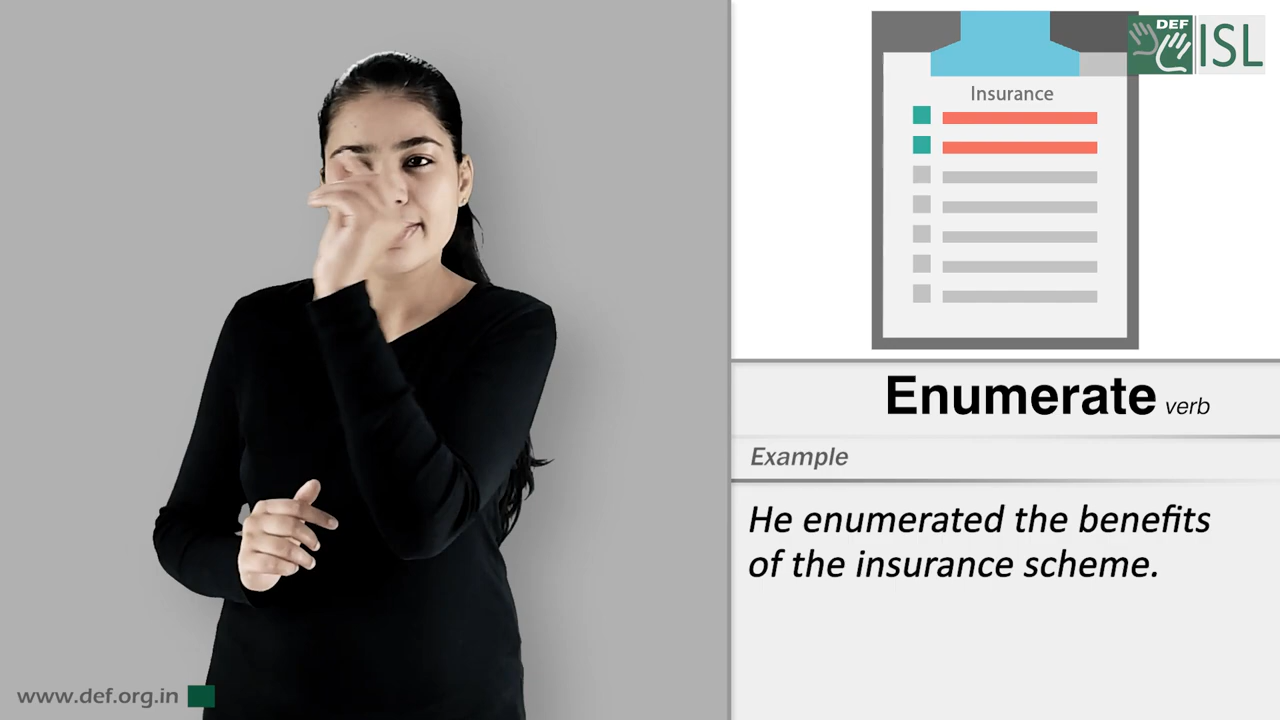 DEF
ISL
Insurance
Enumerate verb
Example
He enumerated the benefits
of the insurance scheme.
www.def.org.in